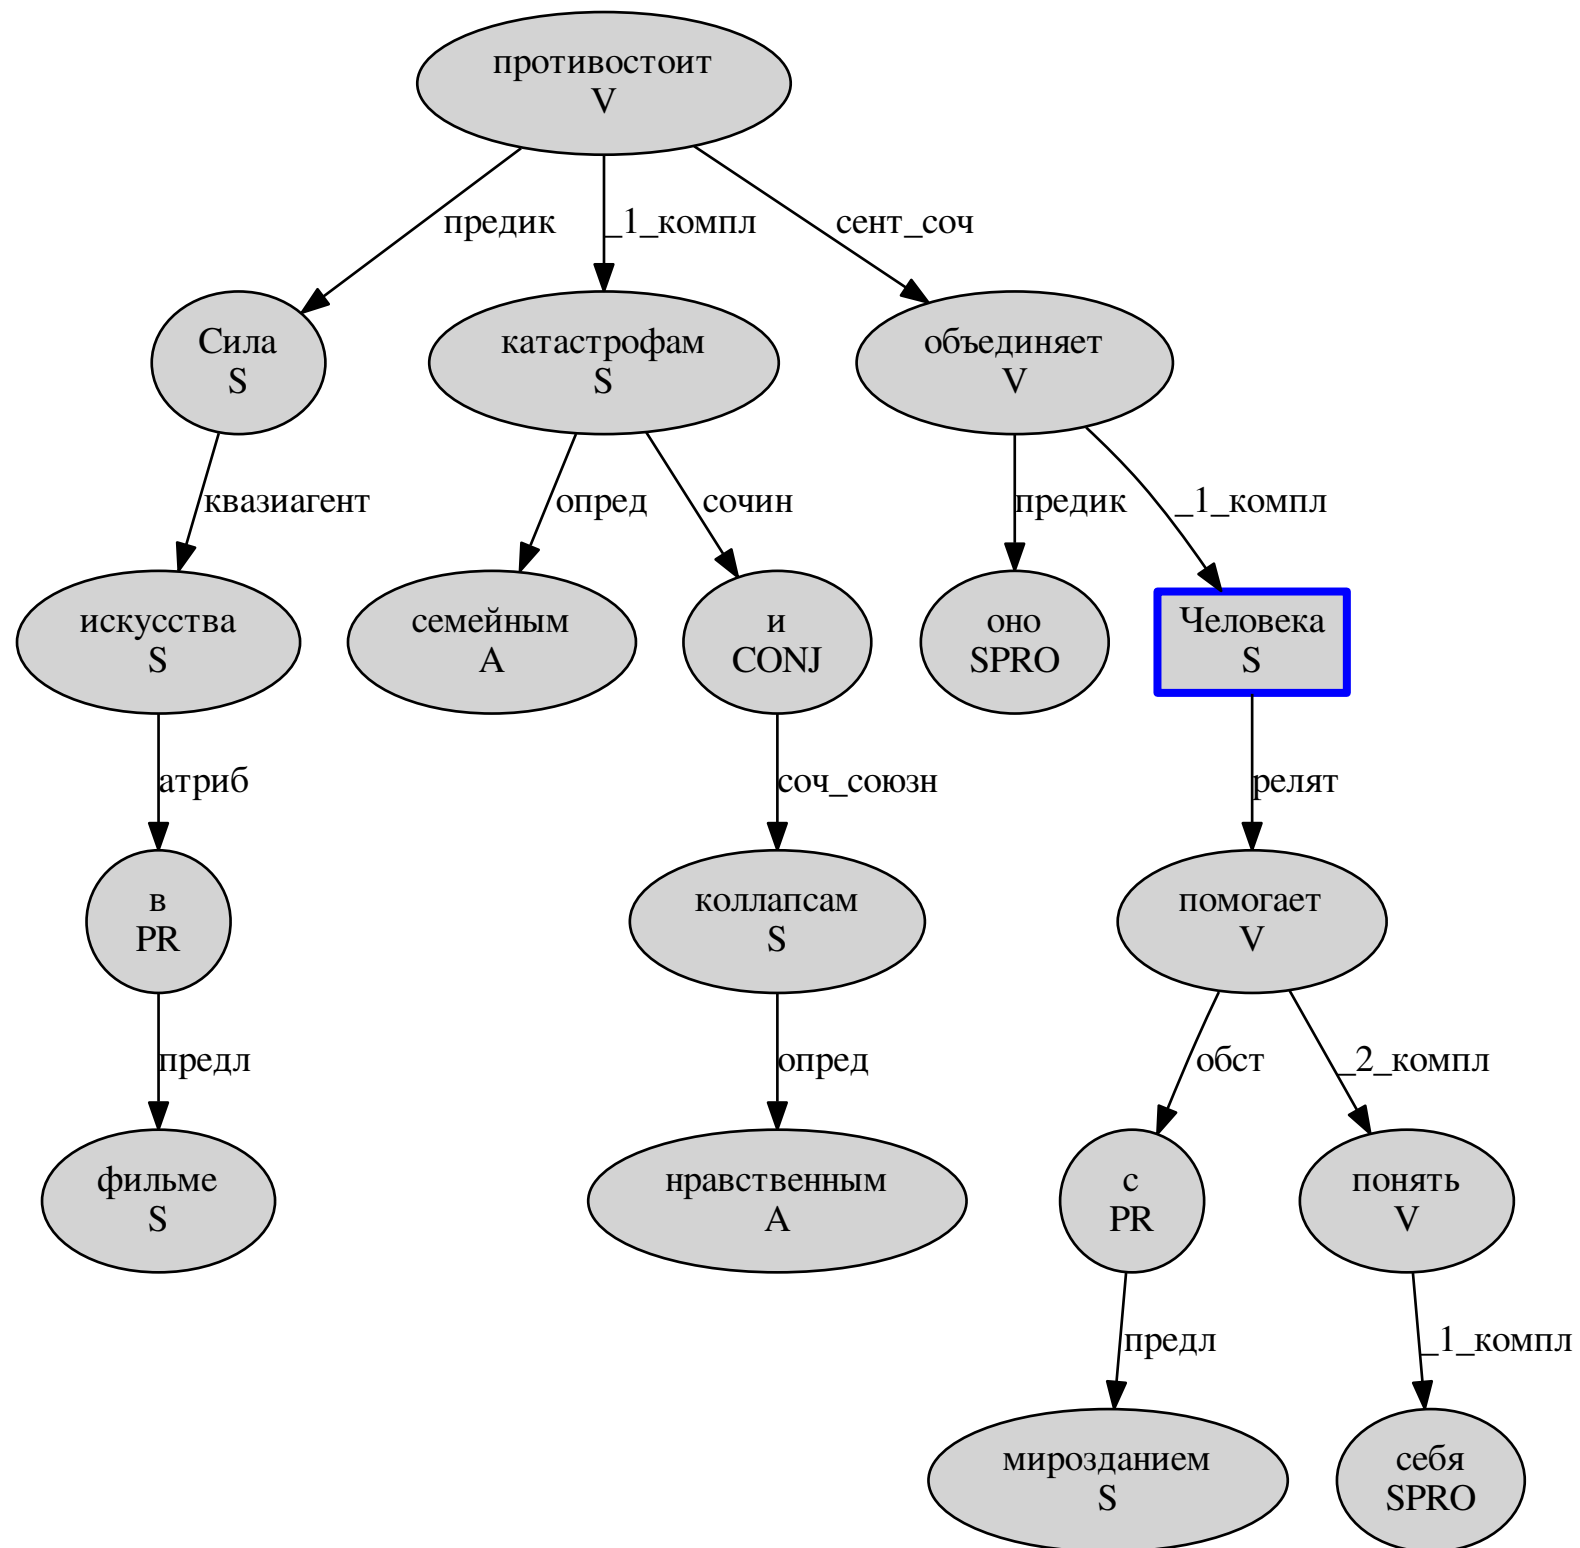 противостоит
V
предик
_1_компл
сент_соч
Сила
S
катастрофам
S
объединяет
V
квазиагент
опред
сочин
предик
_1_компл
искусства
S
семейным
A
и
CONJ
оно
SPRO
Человека
S
атриб
соч_союзн
релят
в
PR
коллапсам
S
помогает
V
предл
опред
обст
_2_компл
фильме
S
нравственным
A
с
PR
понять
V
предл
_1_компл
мирозданием
S
себя
SPRO